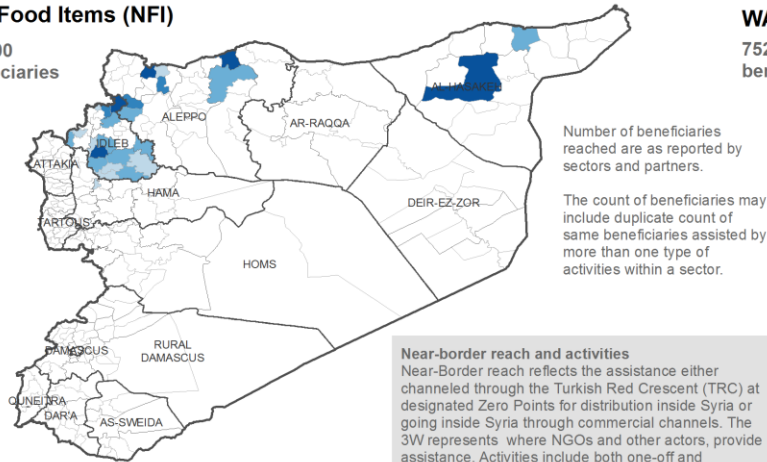 Food Items (NFI)
WA
00
ciaries
752
ben
AL-HASAKEH
ALEPPO
AR-RAQQA
IDLEB
ATTAKIA
HAMA
DEIR-EZ-ZOR
TARTOUS
HOMS
RURAL
DAMASCUS
DAMASCUS
QUNEITRA
DAR'A
AS-SWEIDA
Number of beneficiaries
reached are as reported by
sectors and partners.
The count of beneficiaries may
include duplicate count of
same beneficiaries assisted by
more than one type of
activities within a sector.
Near-border reach and activities
Near-Border reach reflects the assistance either
channeled through the Turkish Red Crescent (TRC) at
designated Zero Points for distribution inside Syria or
going inside Syria through commercial channels. The
3W represents where NGOs and other actors, provide
assistance. Activities include both one-off and